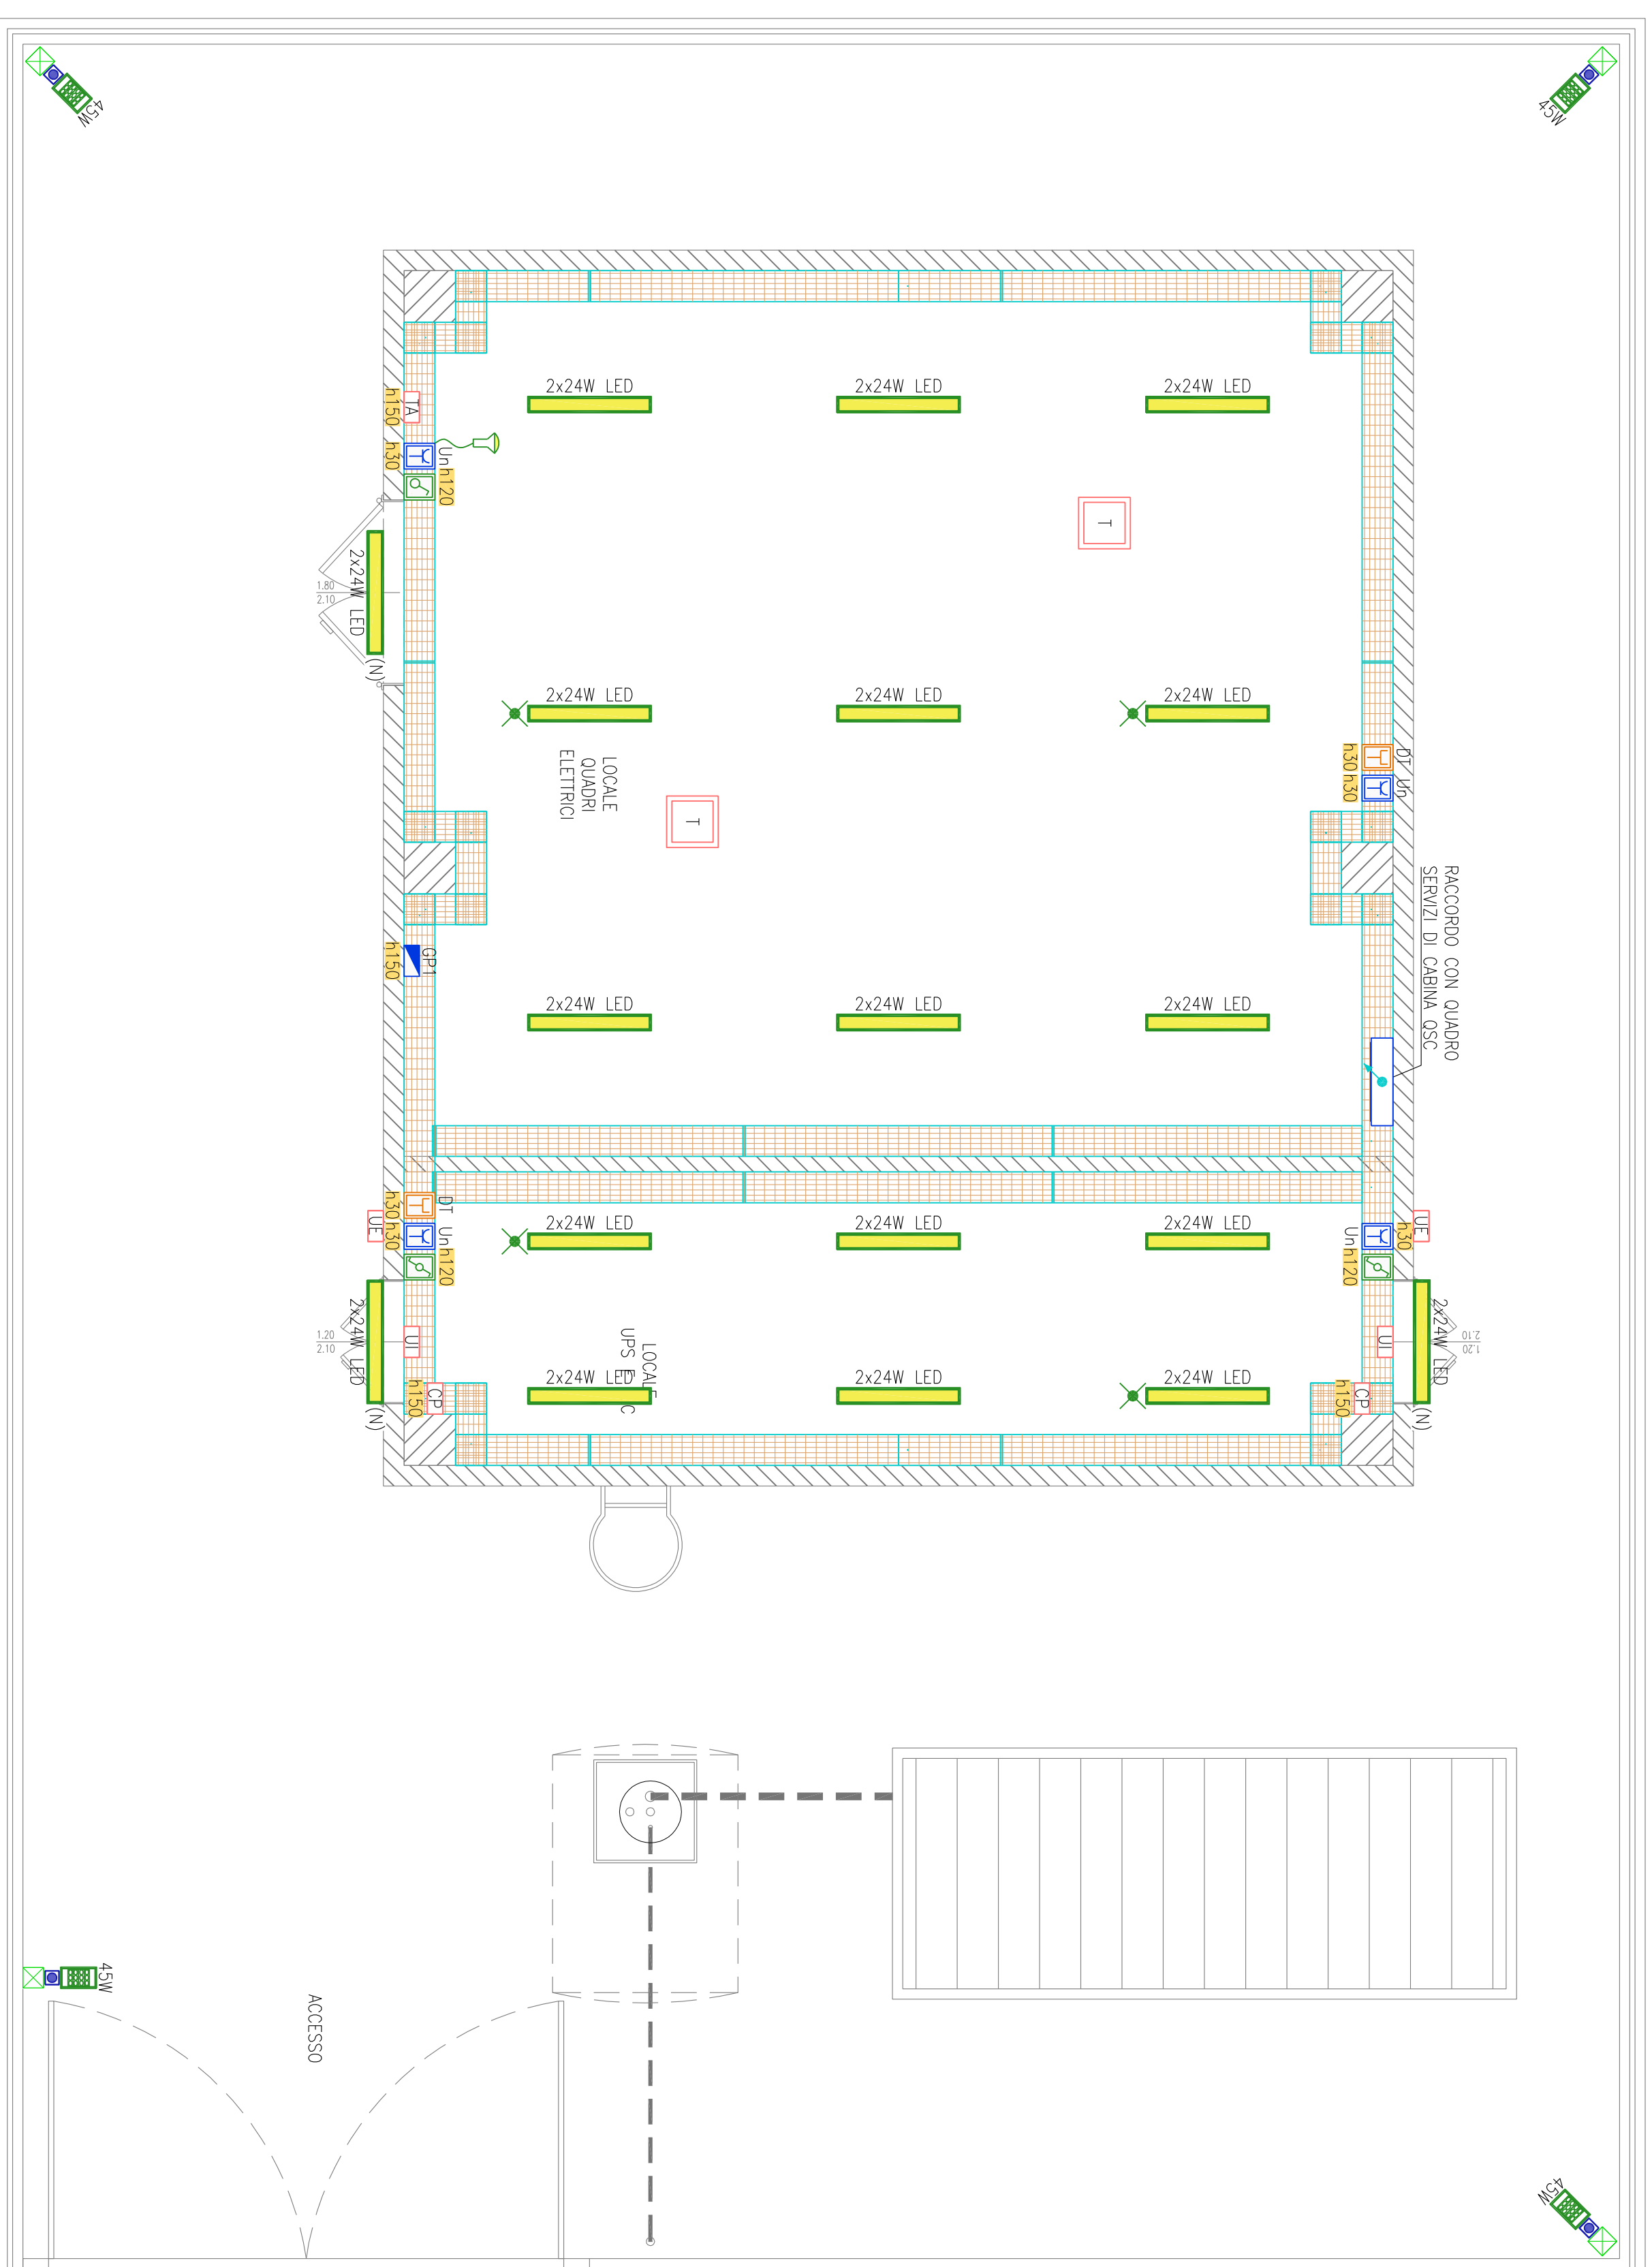 45W
45W
2x24W LED
2x24W LED
2x24W LED
TA
h150
h30
Un
h120
T
2x24W LED
(N)
1.80
2.10
2x24W LED
2x24W LED
2x24W LED
LOCALE
QUADRI
ELETTRICI
T
DT
Un
h30
h30
RACCORDO CON QUADRO
SERVIZI DI CABINA QSC
GP1
h150
2x24W LED
2x24W LED
2x24W LED
DT
Un
h120
h30
h30
UE
2x24W LED
2x24W LED
2x24W LED
UE
h30
Un
h120
2x24W LED
(N)
1.20
2.10
UI
CP
h150
LOCALE
UPS
2x24W LED
2x24W LED
2x24W LED
UI
CP
h150
2x24W LED
(N)
2.10
1.20
45W
ACCESSO
45W